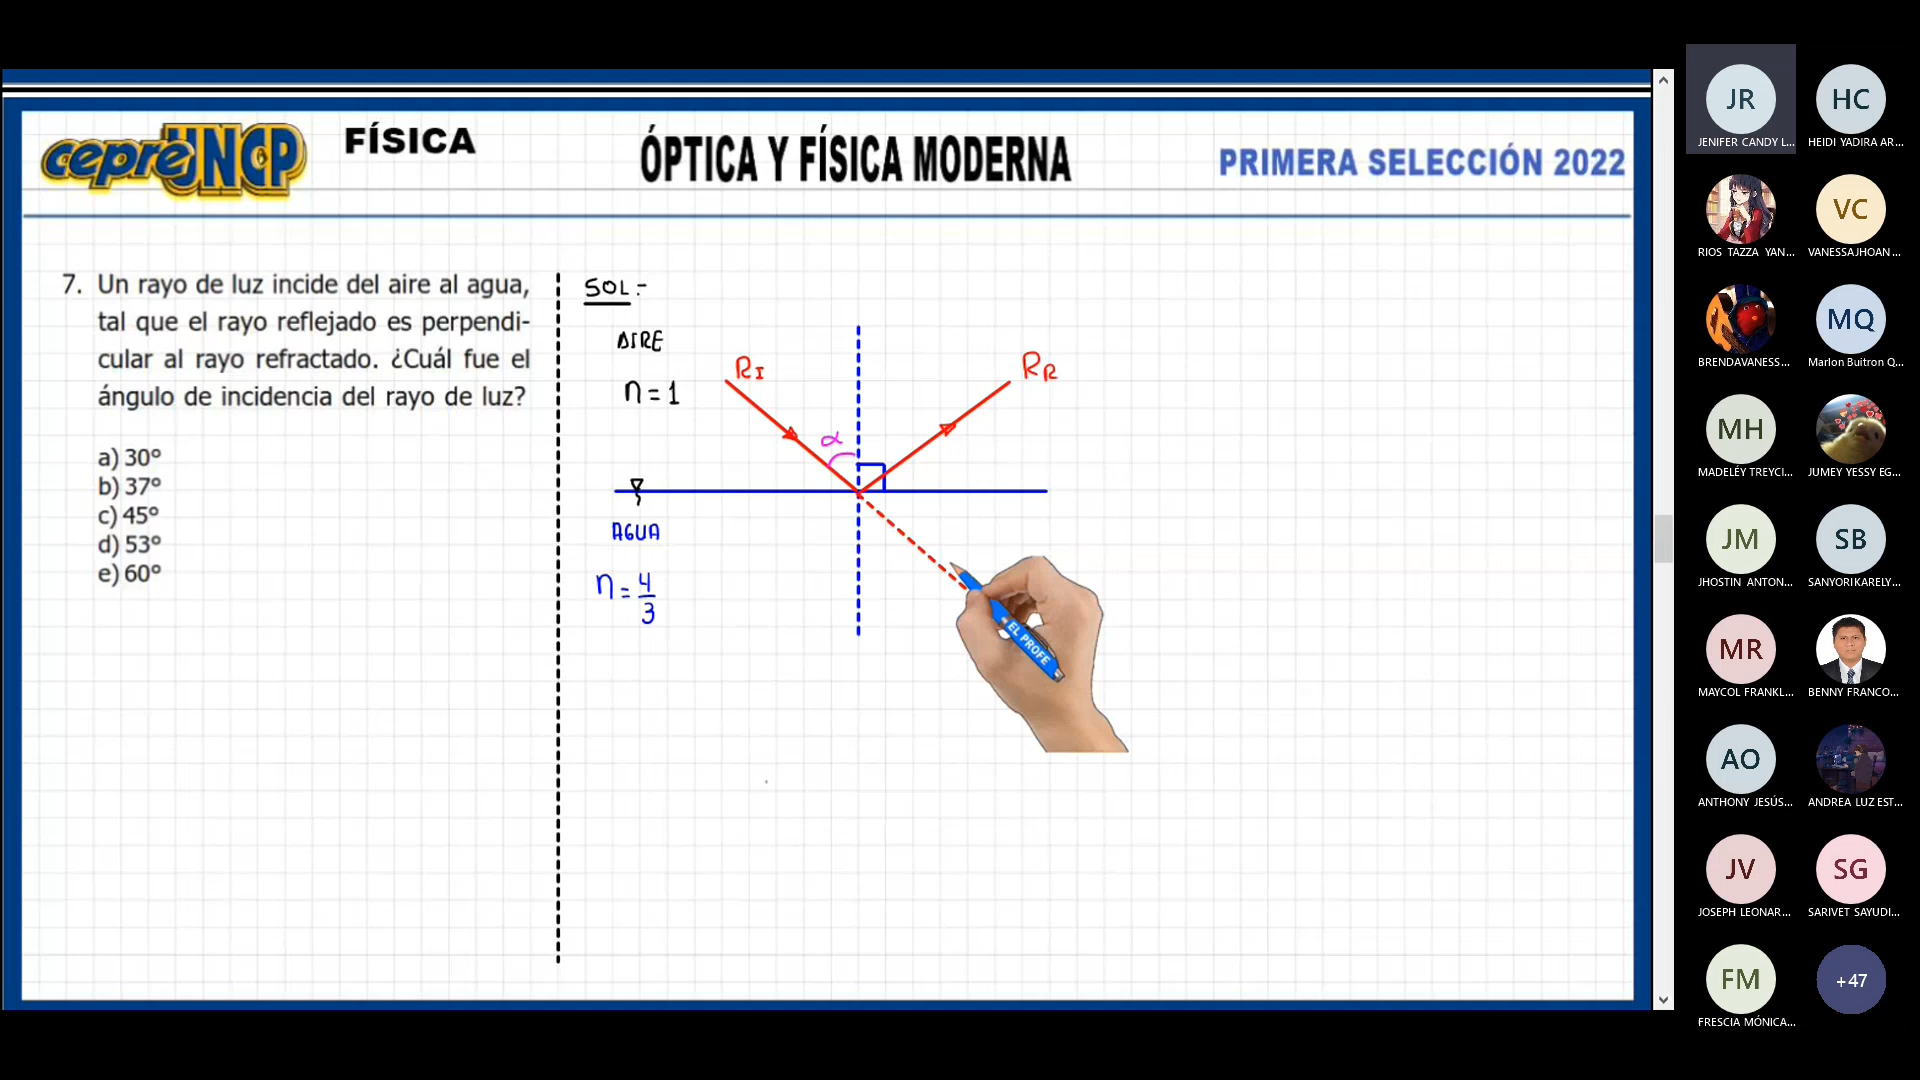 cepreUNCP
FÍSICA
ÓPTICA Y FÍSICA MODERNA
PRIMERA SELECCIÓN 2022
7. Un rayo de luz incide del aire al agua,
tal que el rayo reflejado es perpendi-
cular al rayo refractado. ¿Cuál fue el
ángulo de incidencia del rayo de luz?
a) 30°
b) 37°
c) 45°
d) 53°
e) 60°
SOL:-
AIRE
n = 1
RI
α
RR
AGUA
n = 4/3
EL PROFE
JR
JENIFER CANDY L...
HC
HEIDI YADIRA AR...
RIOS TAZZA YAN...
VC
VANESSAJHOAN...
BRENDAVANESS...
MQ
Marlon Buitron Q...
MH
MADELÉY TREYCI...
JUMEY YESSY EG...
JM
JHOSTIN ANTON...
SB
SANYORIKARELY...
MR
MAYCOL FRANKL...
BENNY FRANCO...
AO
ANTHONY JESÚS...
ANDREA LUZ EST...
JV
JOSEPH LEONAR...
SG
SARIVET SAYUDI...
FM
FRESCIA MÓNICA...
+47